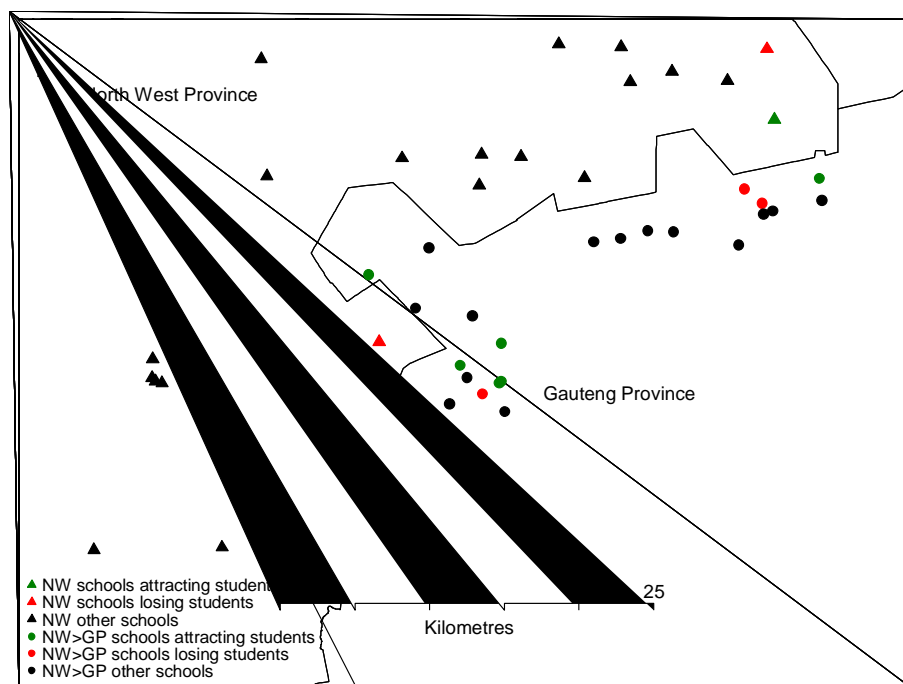 North West Province
Gauteng Province
NW schools attracting student
NW schools losing students
NW other schools
NW>GP schools attracting students
NW>GP schools losing students
NW>GP other schools
25
Kilometres